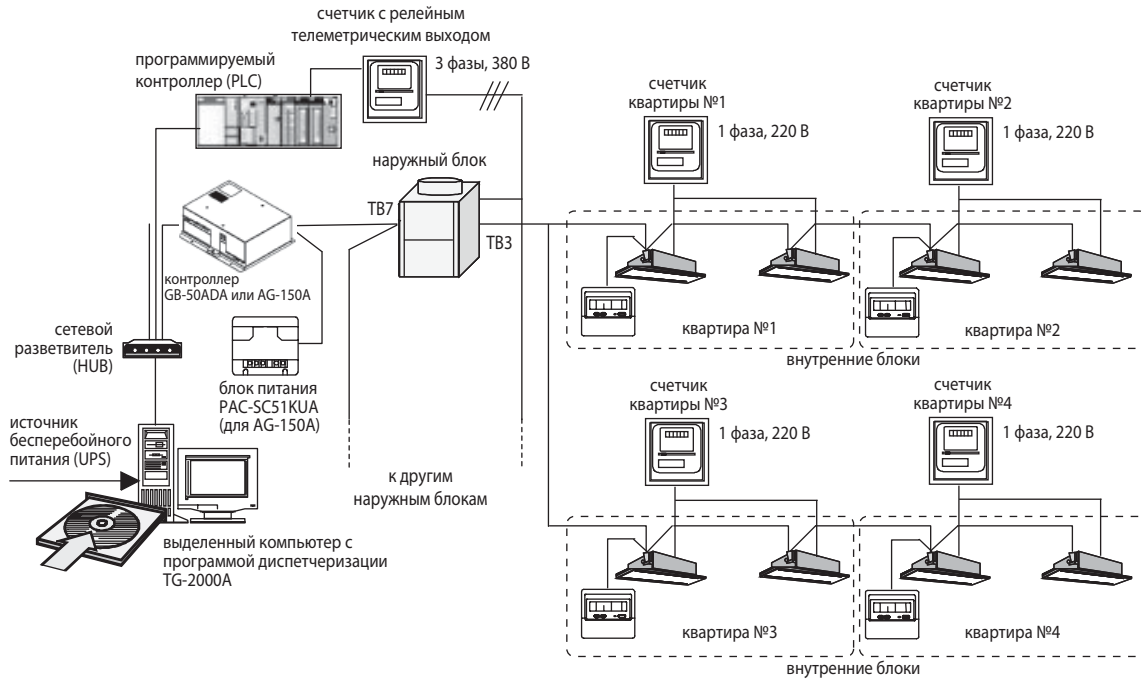 счетчик с релейным
телеметрическим выходом
программируемый
контроллер (PLC)
3 фазы, 380 В
наружный блок
TB7
TB3
контроллер
GB-50ADA или AG-150A
сетевой
разветвитель
(HUB)
блок питания
PAC-SC51KUA
(для AG-150A)
источник
бесперебойного
питания (UPS)
к другим
наружным блокам
выделенный компьютер с
программой диспетчеризации
TG-2000A
счетчик
квартиры №1
1 фаза, 220 В
счетчик
квартиры №2
1 фаза, 220 В
квартира №1
квартира №2
внутренние блоки
счетчик
квартиры №3
1 фаза, 220 В
счетчик
квартиры №4
1 фаза, 220 В
квартира №3
квартира №4
внутренние блоки